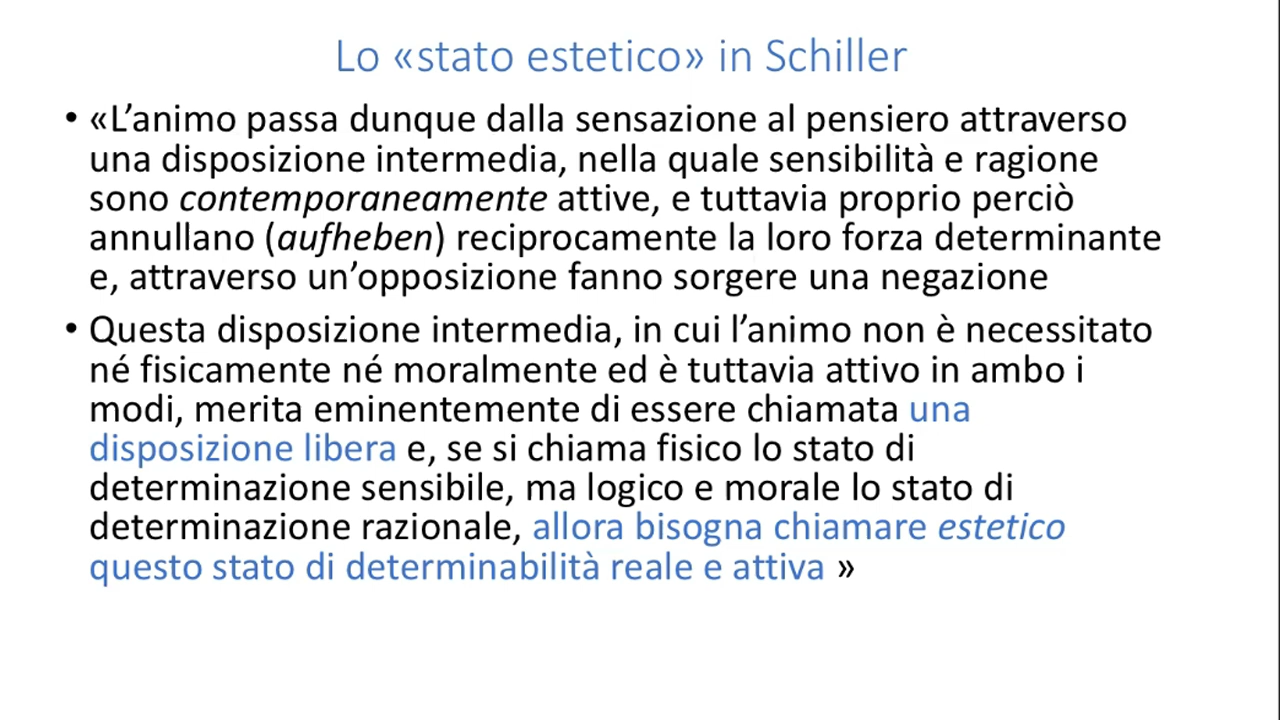 Lo «stato estetico» in Schiller
• «L’animo passa dunque dalla sensazione al pensiero attraverso
una disposizione intermedia, nella quale sensibilità e ragione
sono contemporaneamente attive, e tuttavia proprio perciò
annullano (aufheben) reciprocamente la loro forza determinante
e, attraverso un’opposizione fanno sorgere una negazione
• Questa disposizione intermedia, in cui l’animo non è necessitato
né fisicamente né moralmente ed è tuttavia attivo in ambo i
modi, merita eminentemente di essere chiamata una
disposizione libera e, se si chiama fisico lo stato di
determinazione sensibile, ma logico e morale lo stato di
determinazione razionale, allora bisogna chiamare estetico
questo stato di determinabilità reale e attiva »